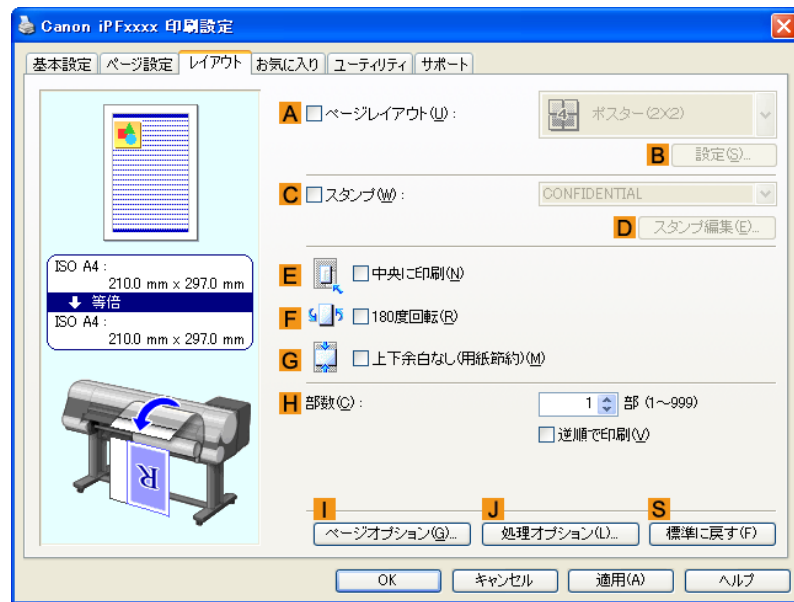 Canon iPFxxxx 印刷設定
基本設定 ページ設定 レイアウト お気に入り ユーティリティ サポート
A ページレイアウト(U) : 4 ポスター(2X2)
B 設定(S)...
C スタンプ(W) : CONFIDENTIAL
D スタンプ編集(E)...
ISO A4 :
210.0 mm x 297.0 mm
等倍
ISO A4 :
210.0 mm x 297.0 mm
E 中央に印刷(N)
F 180度回転(R)
G 上下余白なし(用紙節約)(M)
H 部数(C) : 1 部 (1~999)
逆順で印刷(V)
R
I J S
ページオプション(G)... 処理オプション(L)... 標準に戻す(F)
OK キャンセル 適用(A) ヘルプ